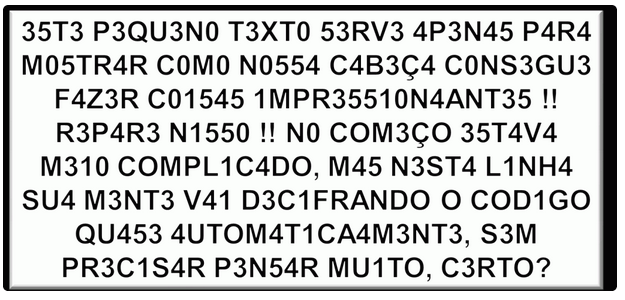 35T3 P3QU3N0 T3XT0 53RV3 4P3N45 P4R4
M05TR4R C0M0 N0554 C4B3Ç4 C0NS3GU3
F4Z3R C01545 1MPR35510N4ANT35 !!
R3P4R3 N1550 !! N0 COM3ÇO 35T4V4
M310 COMPL1C4DO, M45 N3ST4 L1NH4
SU4 M3NT3 V41 D3C1FRANDO O COD1GO
QU453 4UTOM4T1CA4M3NT3, S3M
PR3C1S4R P3N54R MU1TO, C3RTO?